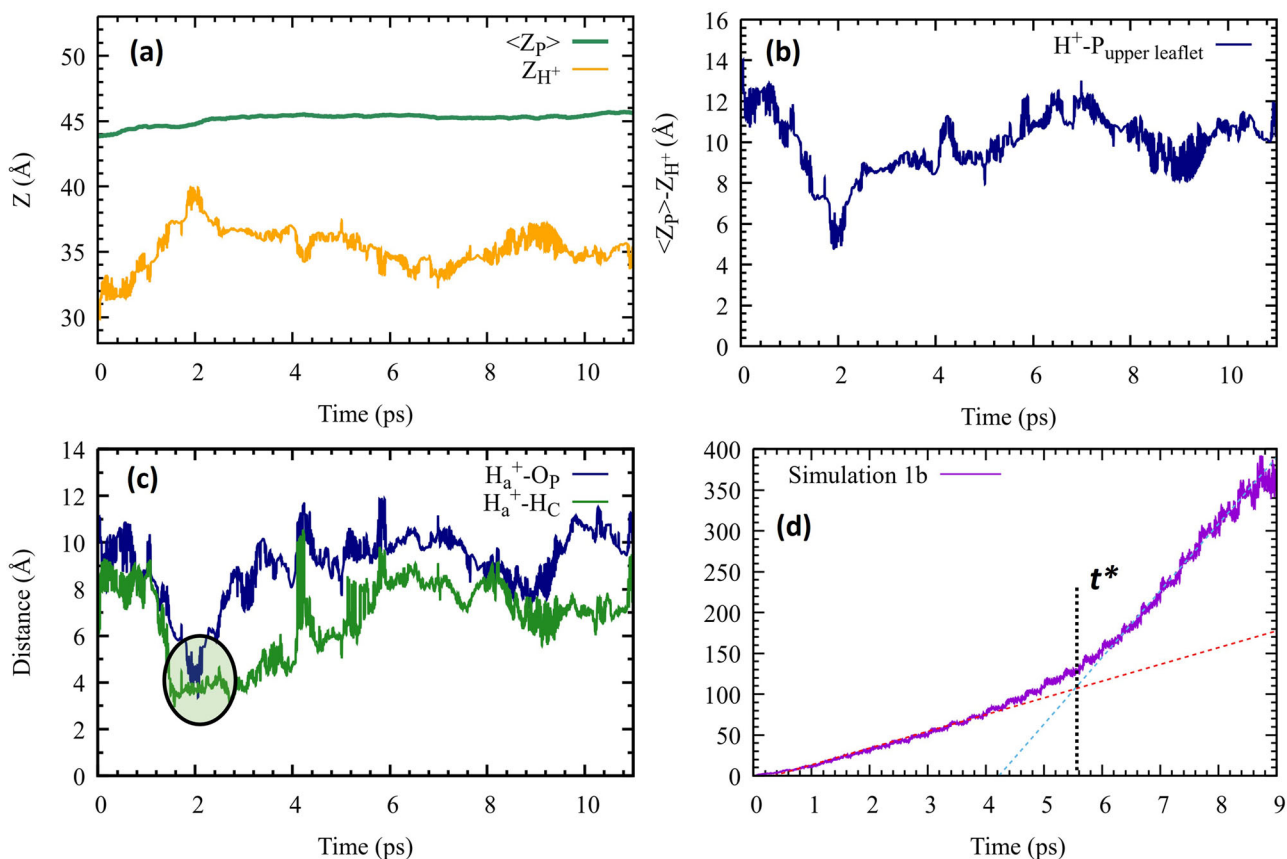 (a)
<Z_P>
Z_H+
Z (Å)
50
45
40
35
30
0 2 4 6 8 10
Time (ps)
(b)
H+-P_upper leaflet
<Z_P>-Z_H+ (Å)
16
14
12
10
8
6
4
2
0
0 2 4 6 8 10
Time (ps)
(c)
H_a^+-O_P
H_a^+-H_C
Distance (Å)
14
12
10
8
6
4
2
0
0 2 4 6 8 10
Time (ps)
Simulation 1b
(d)
t*
400
350
300
250
200
150
100
50
0
0 1 2 3 4 5 6 7 8 9
Time (ps)